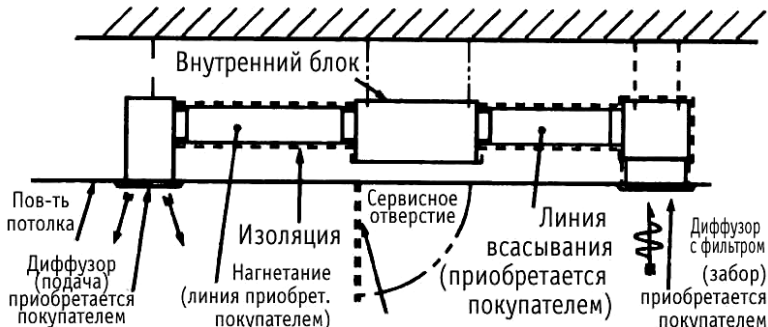 Внутренний блок
Пов-ть
потолка
Диффузор
(подача)
приобретается
покупателем
Изоляция
Нагнетание
(линия приобрет.
покупателем)
Сервисное
отверстие
Линия
всасывания
(приобретается
покупателем)
Диффузор
с фильтром
(забор)
приобретается
покупателем